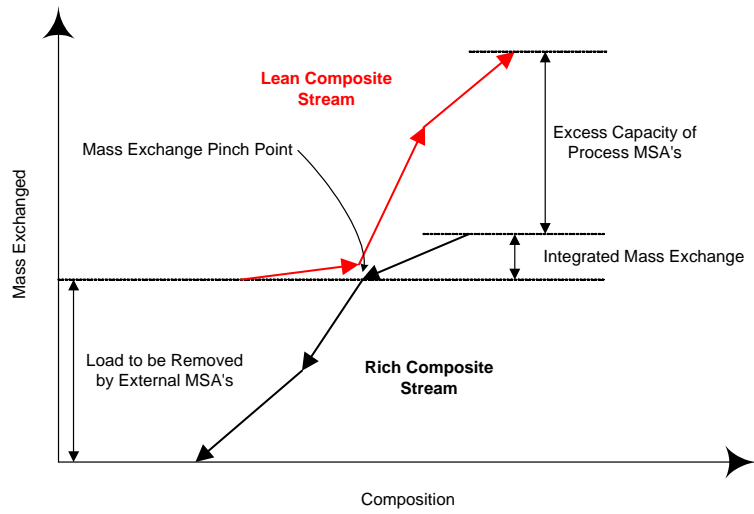 Lean Composite
Stream
Mass Exchange Pinch Point
Excess Capacity of
Process MSA's
Mass Exchanged
Integrated Mass Exchange
Load to be Removed
by External MSA's
Rich Composite
Stream
Composition